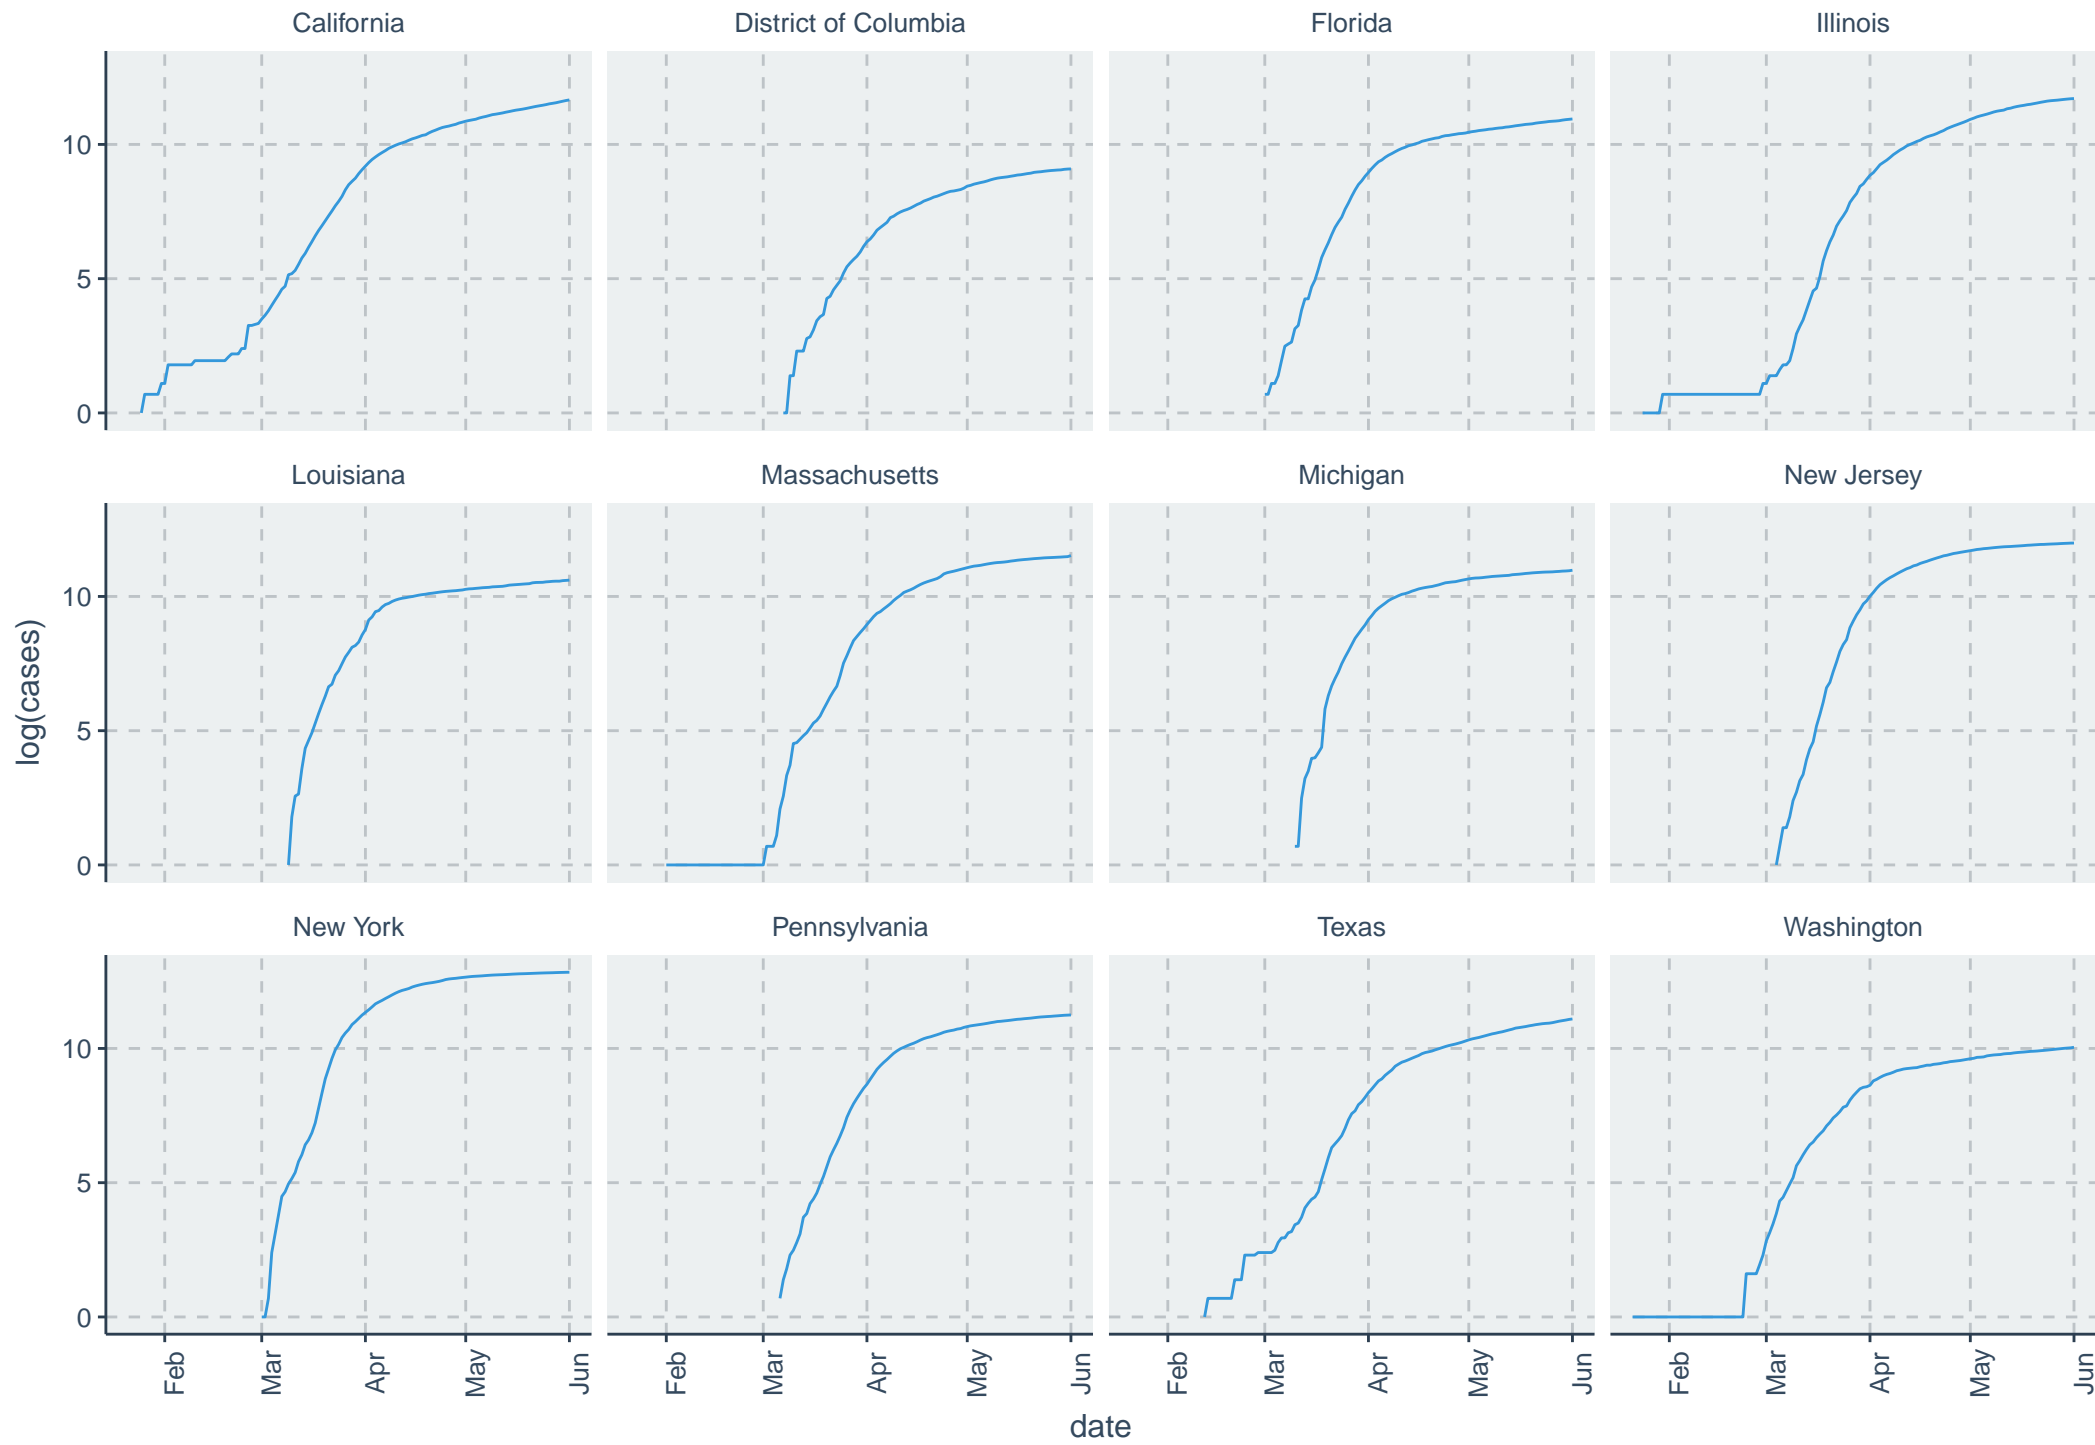 California
District of Columbia
Florida
Illinois
10
5
0
Louisiana
Massachusetts
Michigan
New Jersey
10
5
0
log(cases)
New York
Pennsylvania
Texas
Washington
10
5
0
Feb Mar Apr May Jun
Feb Mar Apr May Jun
Feb Mar Apr May Jun
Feb Mar Apr May Jun
date